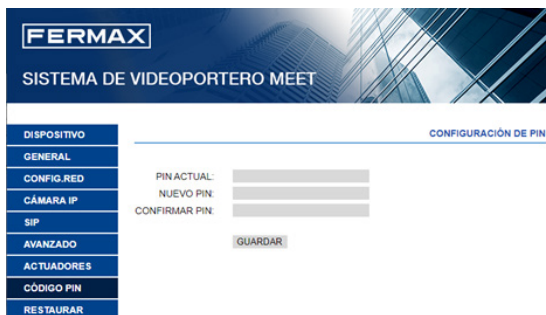 FERMAX
SISTEMA DE VIDEOPORTERO MEET
DISPOSITIVO
GENERAL
CONFIG.RED
CÁMARA IP
SIP
AVANZADO
ACTUADORES
CÓDIGO PIN
RESTAURAR
CONFIGURACIÓN DE PIN
PIN ACTUAL:
NUEVO PIN:
CONFIRMAR PIN:
GUARDAR